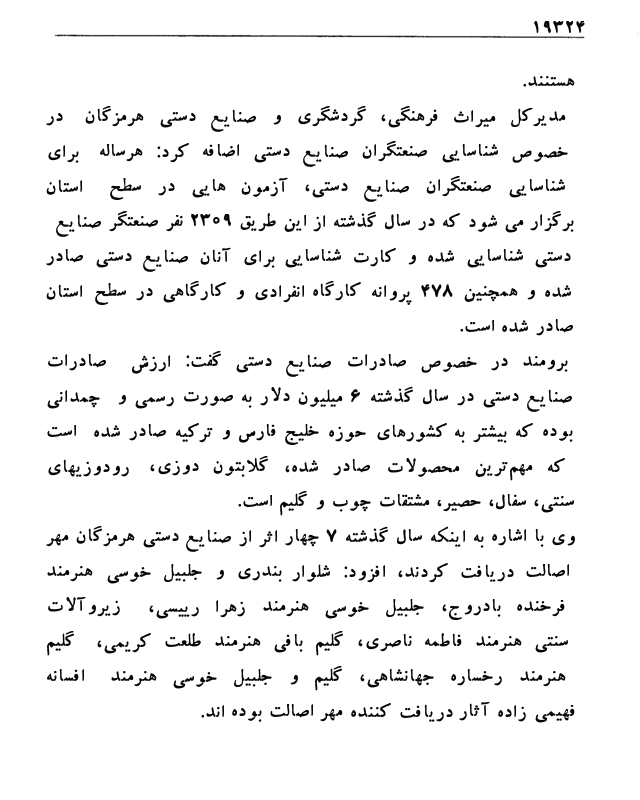 ۱۹۳۲۴
هستند.
مدیرکل میراث فرهنگی، گردشگری و صنایع دستی هرمزگان در
خصوص شناسایی صنعتگران صنایع دستی اضافه کرد: هرساله برای
شناسایی صنعتگران صنایع دستی، آزمون هایی در سطح استان
برگزار می شود که در سال گذشته از این طریق ۲۳۰۹ نفر صنعتگر صنایع
دستی شناسایی شده و کارت شناسایی برای آنان صنایع دستی صادر
شده و همچنین ۴۷۸ پروانه کارگاه انفرادی و کارگاهی در سطح استان
صادر شده است.
برومند در خصوص صادرات صنایع دستی گفت: ارزش صادرات
صنایع دستی در سال گذشته ۶ میلیون دلار به صورت رسمی و چمدانی
بوده که بیشتر به کشورهای حوزه خلیج فارس و ترکیه صادر شده است
که مهم‌ترین محصولات صادر شده، گلابتون دوزی، رودوزیهای
سنتی، سفال، حصیر، مشتقات چوب و گلیم است.
وی با اشاره به اینکه سال گذشته ۷ چهار اثر از صنایع دستی هرمزگان مهر
اصالت دریافت کردند، افزود: شلوار بندری و جلبیل خوسی هنرمند
فرخنده بادروج، جلبیل خوسی هنرمند زهرا رییسی، زیروآلات
سنتی هنرمند فاطمه ناصری، گلیم بافی هنرمند طلعت کریمی، گلیم
هنرمند رخساره جهانشاهی، گلیم و جلبیل خوسی هنرمند افسانه
فهیمی زاده آثار دریافت کننده مهر اصالت بوده اند.